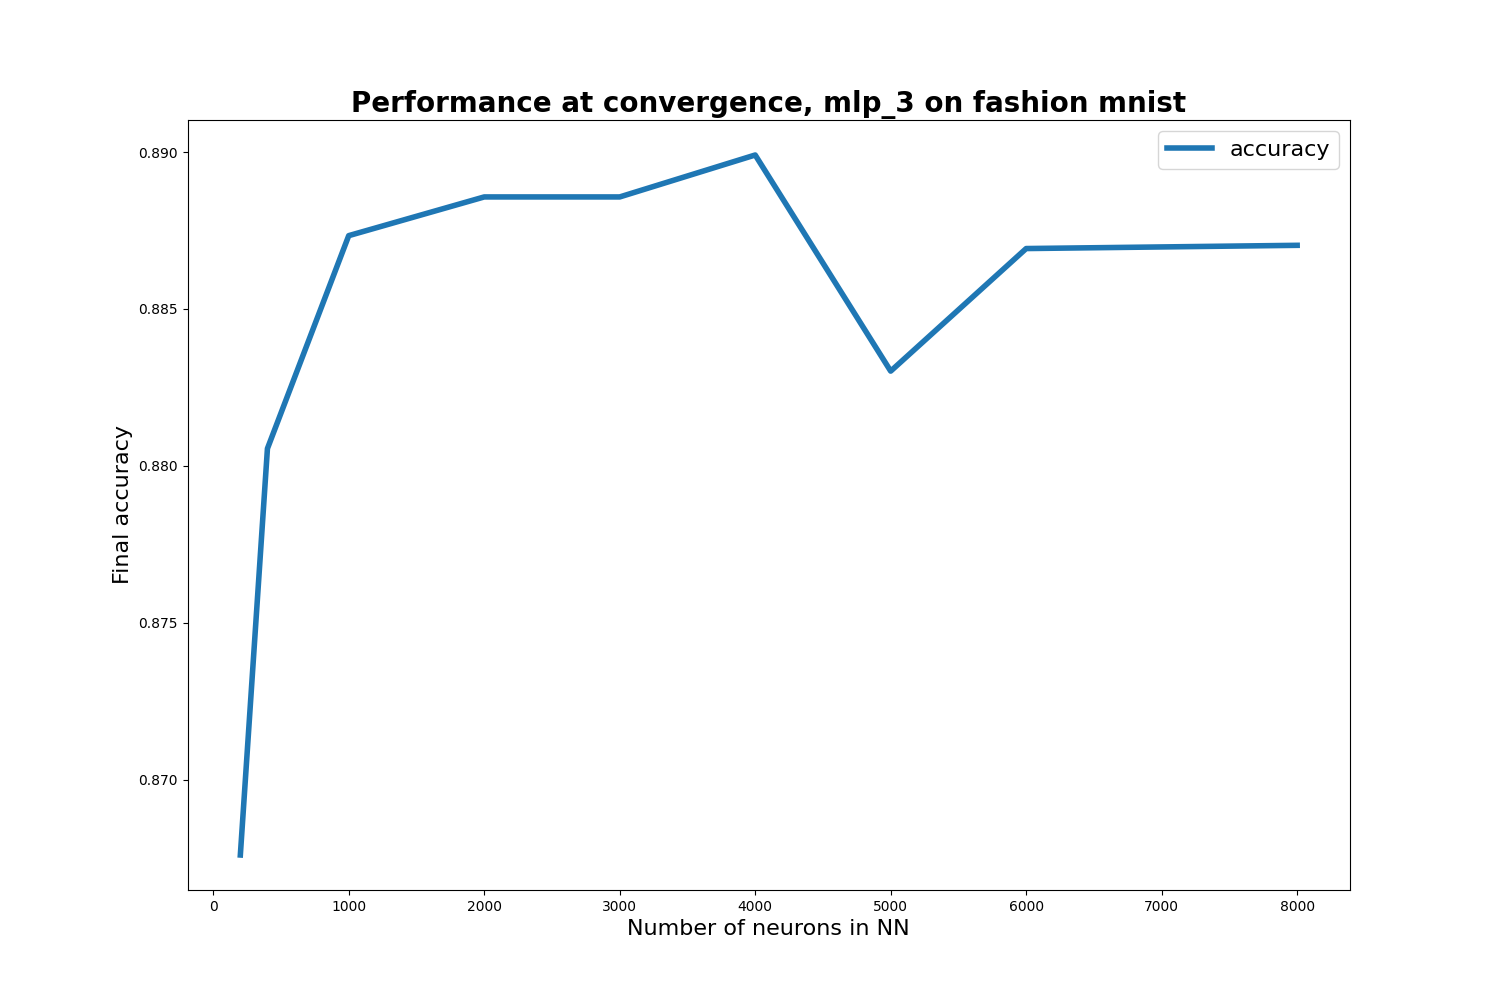 Performance at convergence, mlp_3 on fashion mnist
accuracy
0.890
0.885
0.880
0.875
0.870
Final accuracy
0 1000 2000 3000 4000 5000 6000 7000 8000
Number of neurons in NN